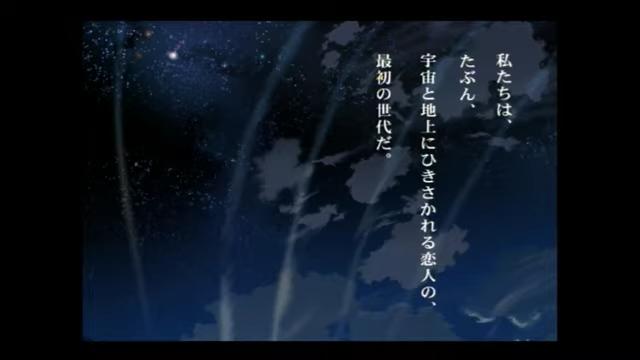 私たちは、
たぶん、
宇宙と地上にひきさかれる恋人の、
最初の世代だ。